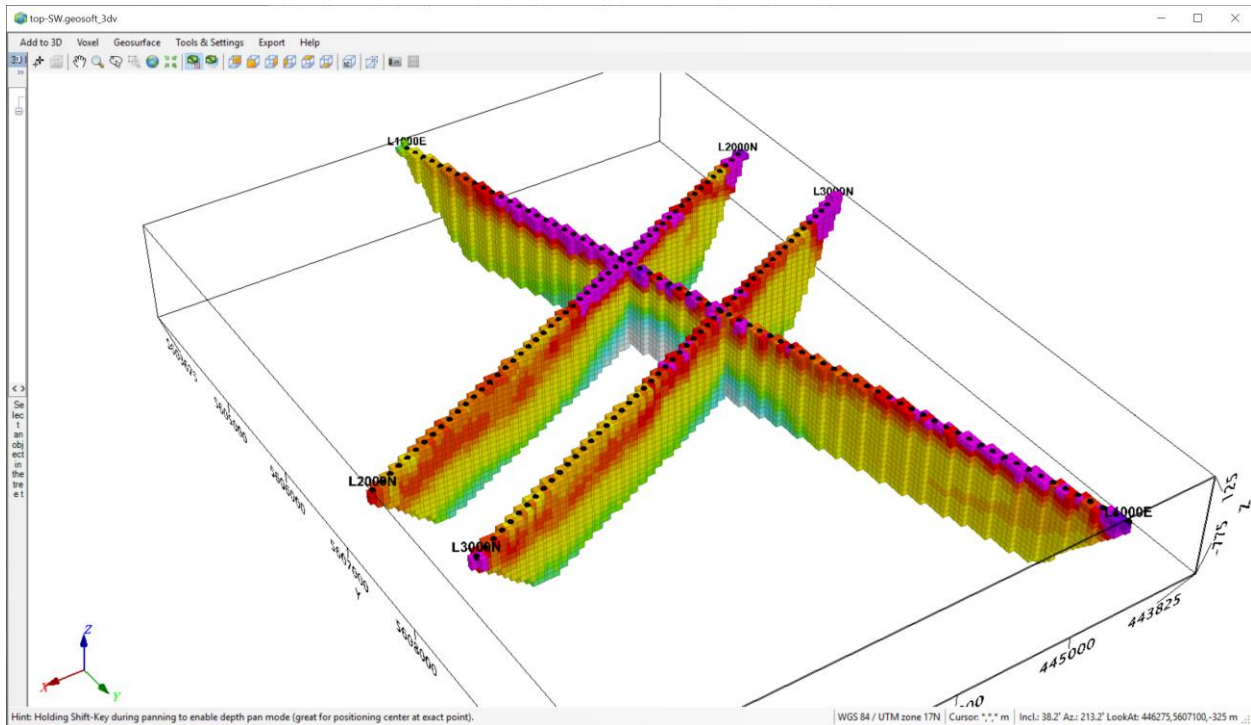 top-SW.geosoft_3dv
Add to 3D Voxel Geosurface Tools & Settings Export Help
L2000N
L3000N
L2000N
L3000N
5606000
5607000
Y
5608000
125
Z
-775
443825
445000
Z
X
Y
Se
lec
t
an
obj
ect
in
the
tre
e t
Hint: Holding Shift-Key during panning to enable depth pan mode (great for positioning center at exact point).
WGS 84 / UTM zone 17N Cursor: *,*,* m Incl.: 38.2˚ Az.: 213.2˚ LookAt: 446275,5607100,-325 m